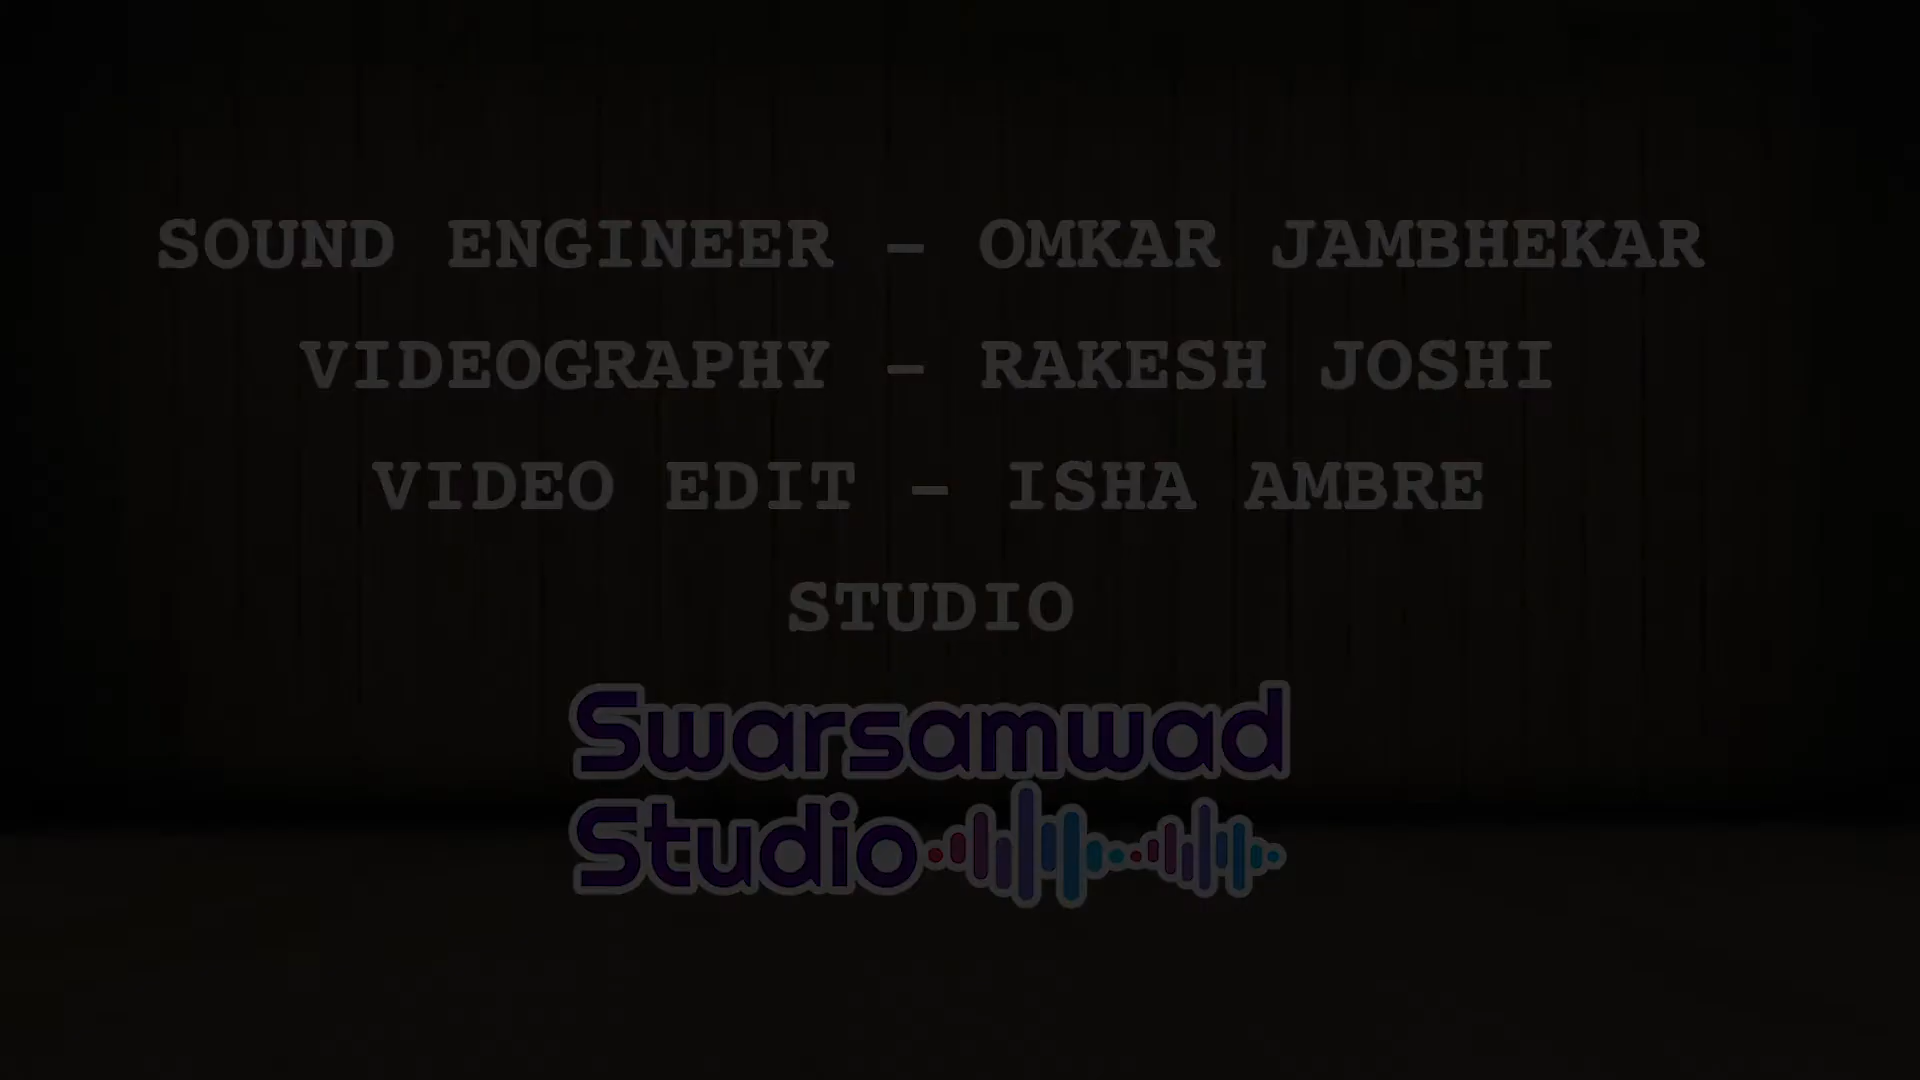 SOUND ENGINEER – OMKAR JAMBHEKAR
VIDEOGRAPHY – RAKESH JOSHI
VIDEO EDIT – ISHA AMBRE
STUDIO
Swarsamwad
Studio